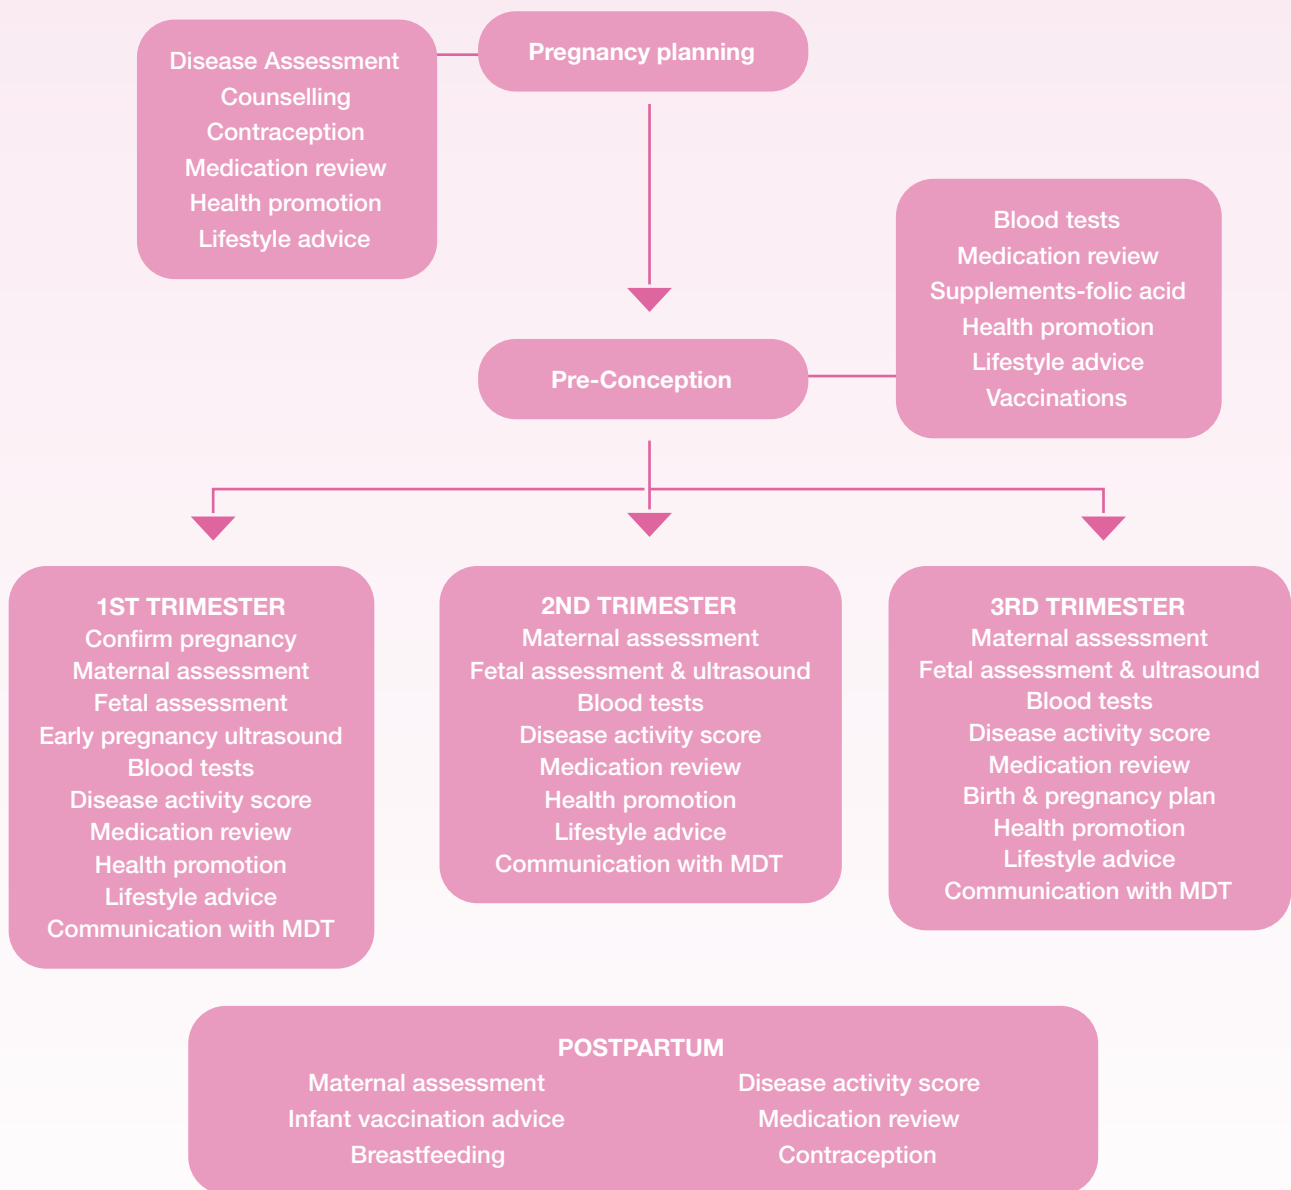 Pregnancy planning
Disease Assessment
Counselling
Contraception
Medication review
Health promotion
Lifestyle advice
Pre-Conception
Blood tests
Medication review
Supplements-folic acid
Health promotion
Lifestyle advice
Vaccinations
1ST TRIMESTER
Confirm pregnancy
Maternal assessment
Fetal assessment
Early pregnancy ultrasound
Blood tests
Disease activity score
Medication review
Health promotion
Lifestyle advice
Communication with MDT
2ND TRIMESTER
Maternal assessment
Fetal assessment & ultrasound
Blood tests
Disease activity score
Medication review
Health promotion
Lifestyle advice
Communication with MDT
3RD TRIMESTER
Maternal assessment
Fetal assessment & ultrasound
Blood tests
Disease activity score
Medication review
Birth & pregnancy plan
Health promotion
Lifestyle advice
Communication with MDT
POSTPARTUM
Maternal assessment
Infant vaccination advice
Breastfeeding
Disease activity score
Medication review
Contraception